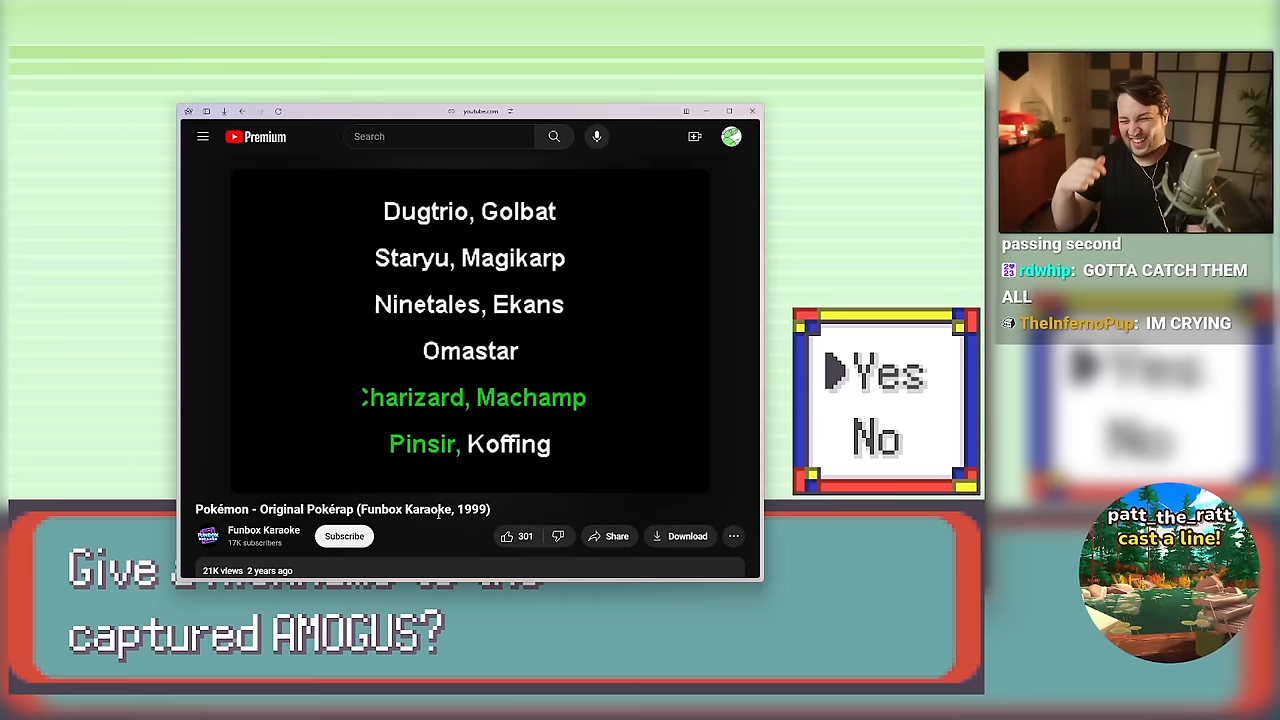 youtube.com
Premium
Search
Dugtrio, Golbat
Staryu, Magikarp
Ninetales, Ekans
Omastar
Charizard, Machamp
Pinsir, Koffing
Pokémon - Original Pokérap (Funbox Karaoke, 1999)
Funbox Karaoke
17K subscribers
Subscribe
301
Share
Download
21K views 2 years ago
Yes
No
Give a
captured AMOGUS?
passing second
rdwhip: GOTTA CATCH THEM
ALL
TheInfernoPup: IM CRYING
patt_the_ratt
cast a line!